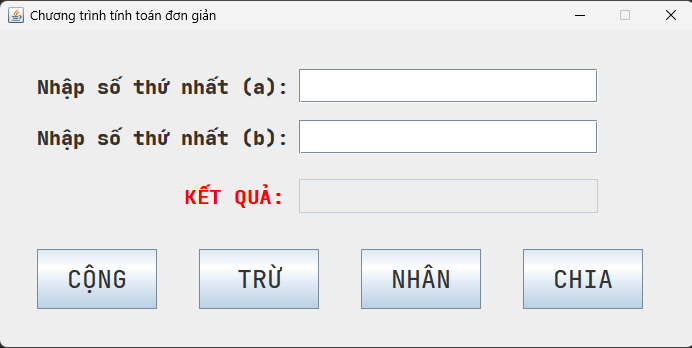 Chương trình tính toán đơn giản
Nhập số thứ nhất (a):
Nhập số thứ nhất (b):
KẾT QUẢ:
CỘNG TRỪ NHÂN CHIA